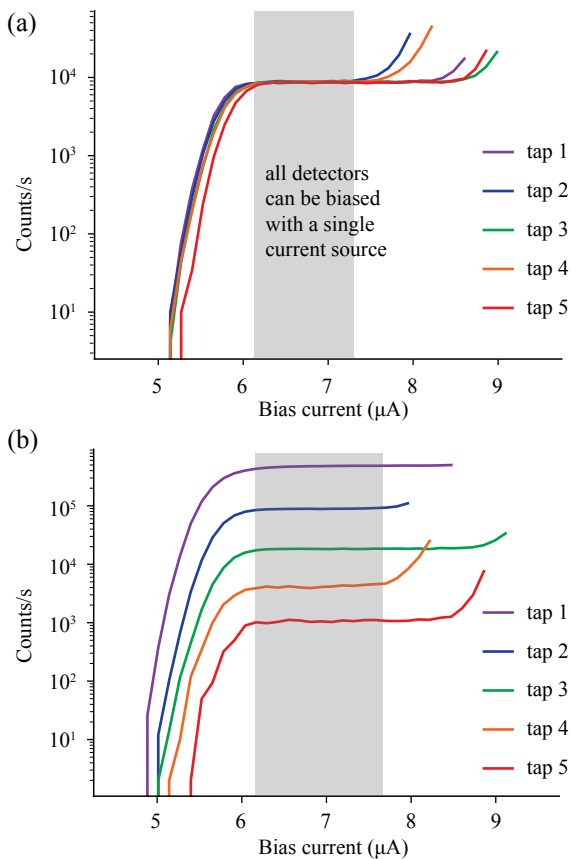 (a)
10⁴
10³
10²
10¹
Counts/s
all detectors
can be biased
with a single
current source
tap 1
tap 2
tap 3
tap 4
tap 5
5 6 7 8 9
Bias current (μA)
(b)
10⁵
10⁴
10³
10²
10¹
Counts/s
tap 1
tap 2
tap 3
tap 4
tap 5
5 6 7 8 9
Bias current (μA)